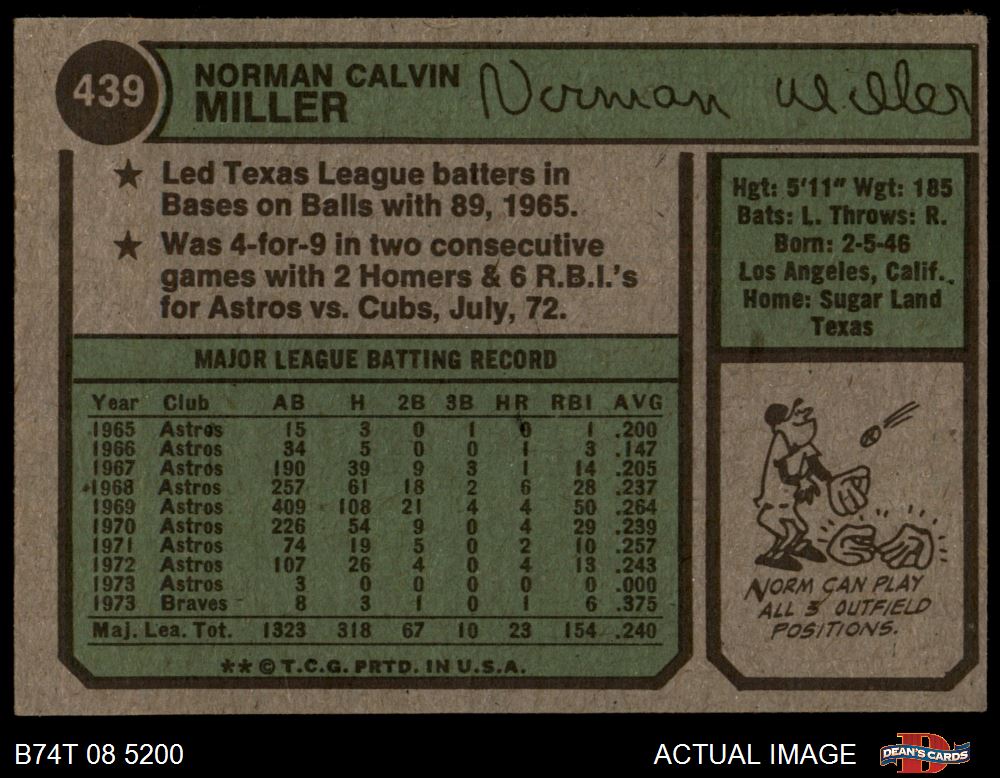 439
NORMAN CALVIN
MILLER
Norman Miller
★ Led Texas League batters in
Bases on Balls with 89, 1965.
★ Was 4-for-9 in two consecutive
games with 2 Homers & 6 R.B.I.'s
for Astros vs. Cubs, July, 72.
Hgt: 5'11" Wgt: 185
Bats: L. Throws: R.
Born: 2-5-46
Los Angeles, Calif.
Home: Sugar Land
Texas
MAJOR LEAGUE BATTING RECORD
Year Club AB H 2B 3B HR RBI AVG
1965 Astros 15 3 0 1 0 1 .200
1966 Astros 34 5 0 0 1 3 .147
1967 Astros 190 39 9 3 1 14 .205
1968 Astros 257 61 18 2 6 28 .237
1969 Astros 409 108 21 4 4 50 .264
1970 Astros 226 54 9 0 4 29 .239
1971 Astros 74 19 5 0 2 10 .257
1972 Astros 107 26 4 0 4 13 .243
1973 Astros 3 0 0 0 0 0 .000
1973 Braves 8 3 1 0 1 6 .375
Maj. Lea. Tot. 1323 318 67 10 23 154 .240
** © T.C.G. PRTD. IN U.S.A.
NORM CAN PLAY
ALL 3 OUTFIELD
POSITIONS.
B74T 08 5200
ACTUAL IMAGE
D
DEAN'S CARDS